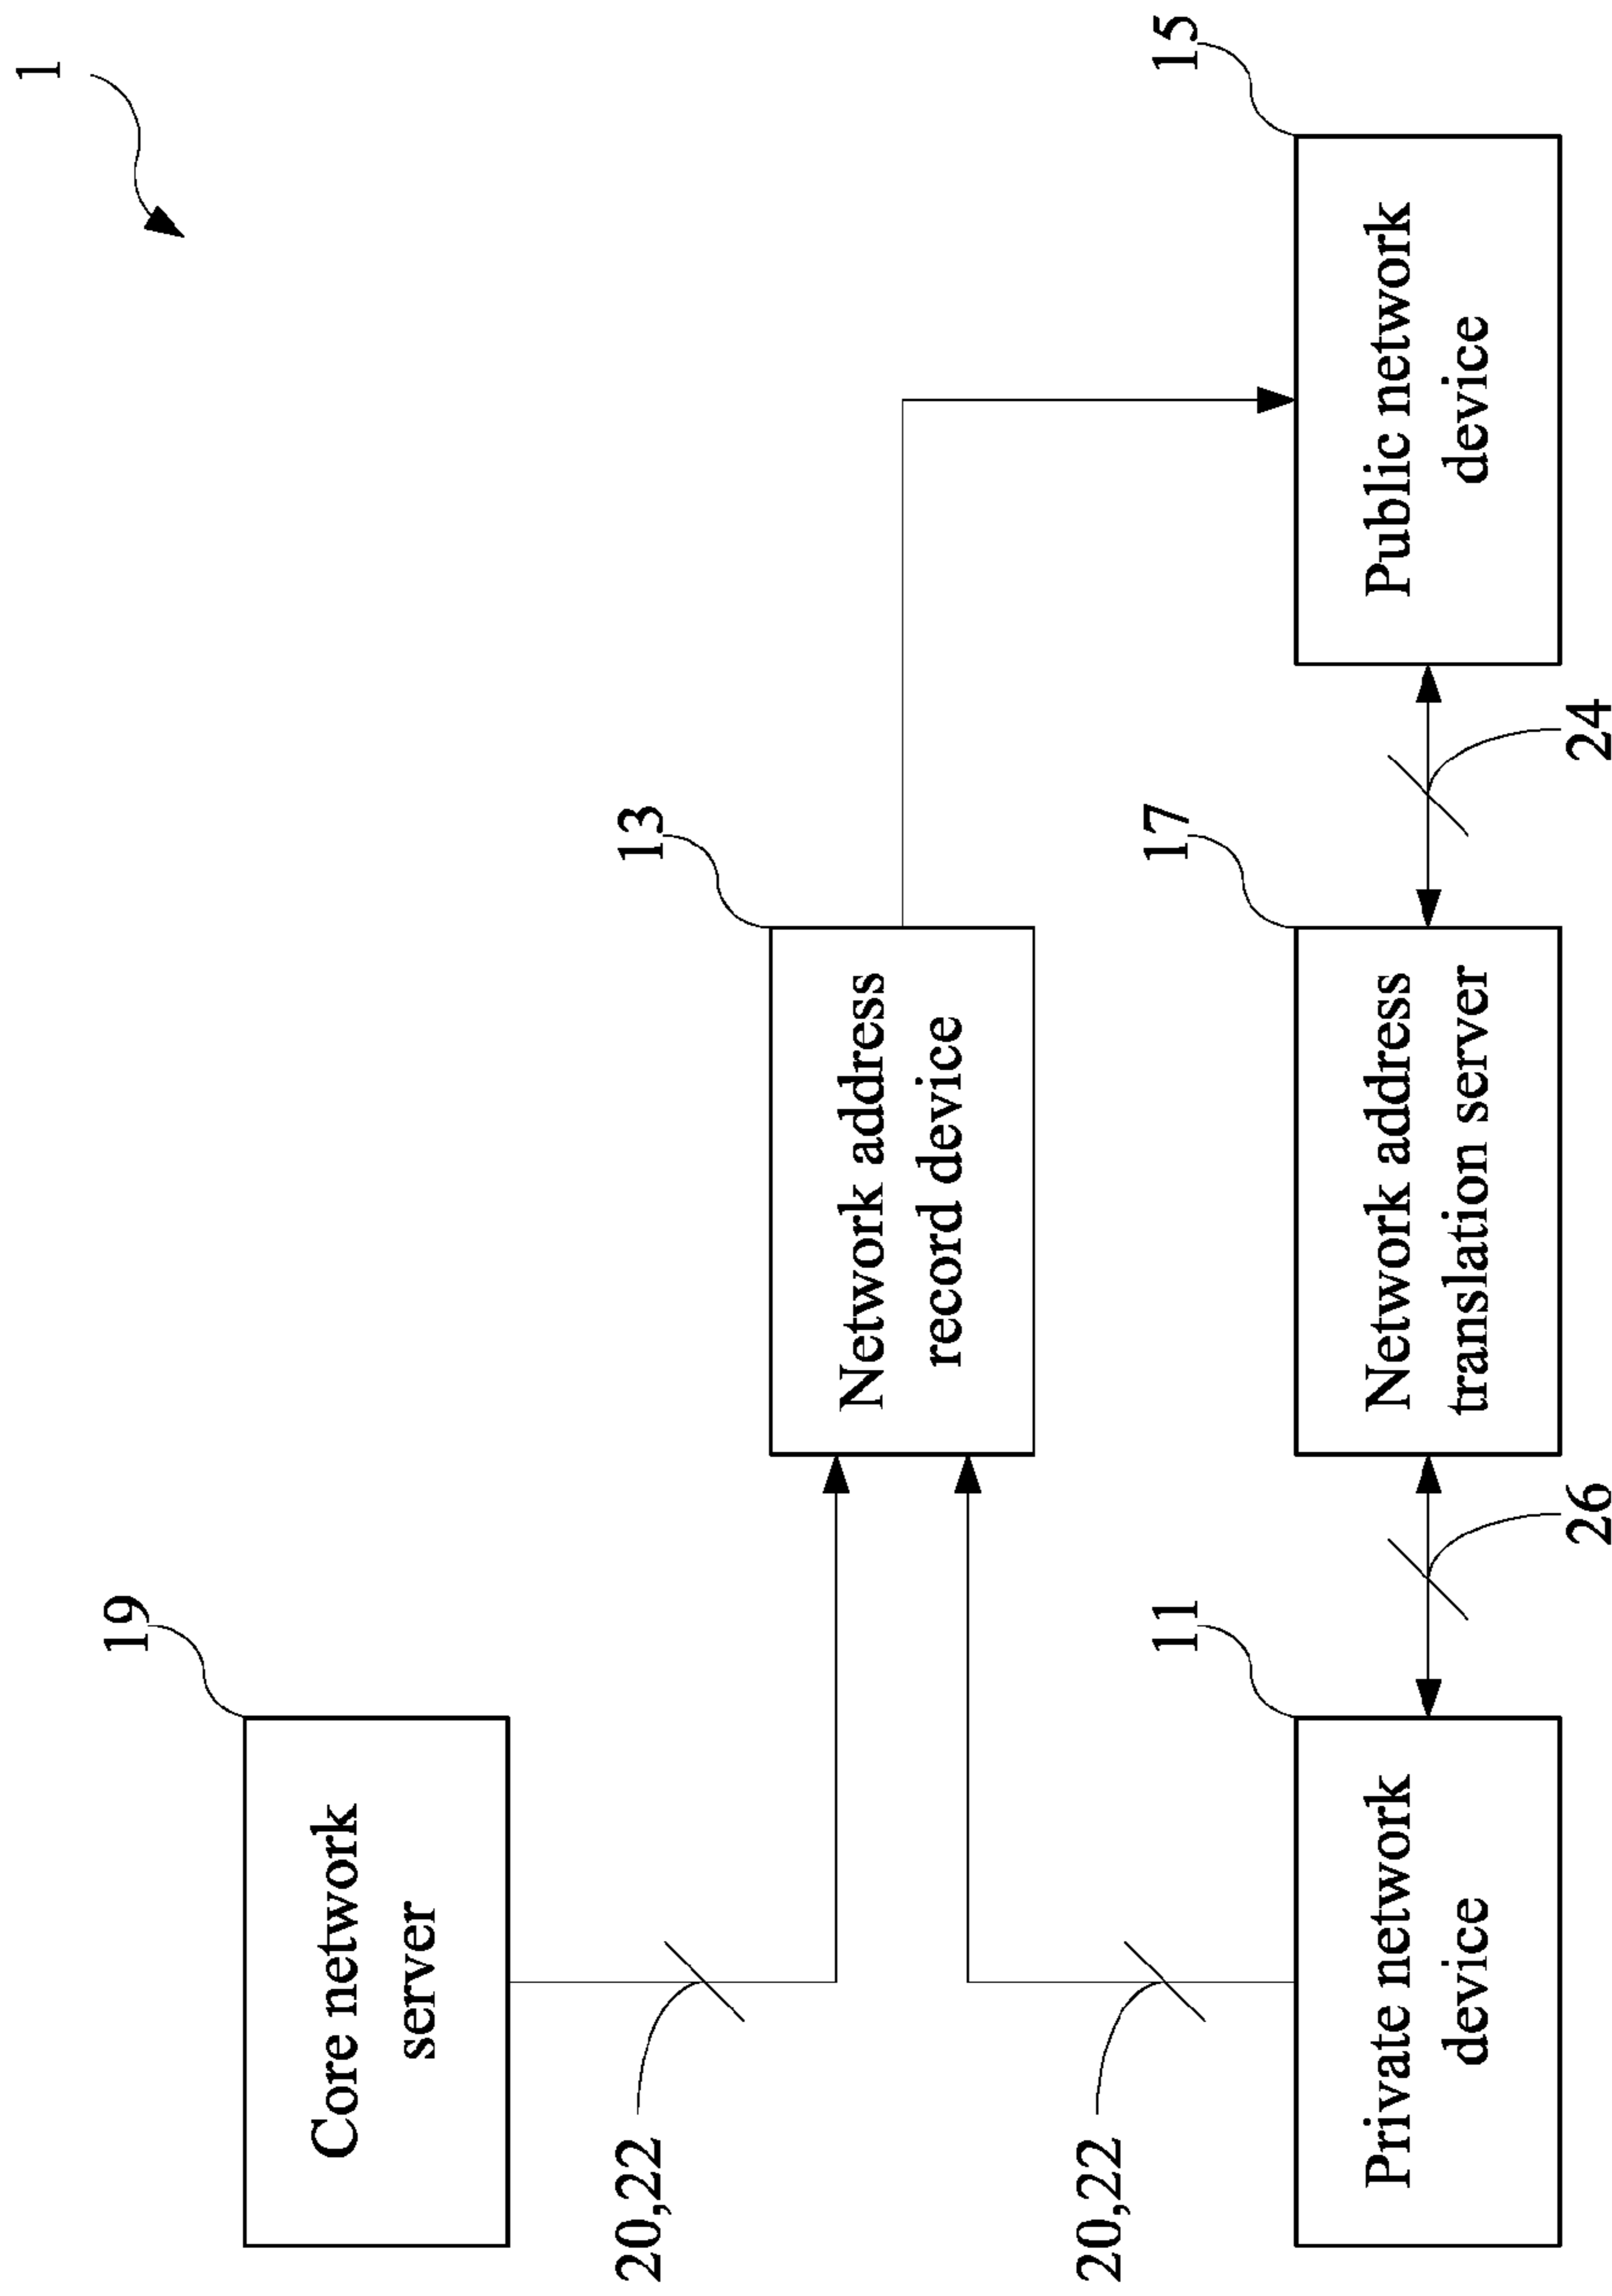 1
19
Core network
server
20,22
13
Network address
record device
20,22
11
Private network
device
26
17
Network address
translation server
24
15
Public network
device